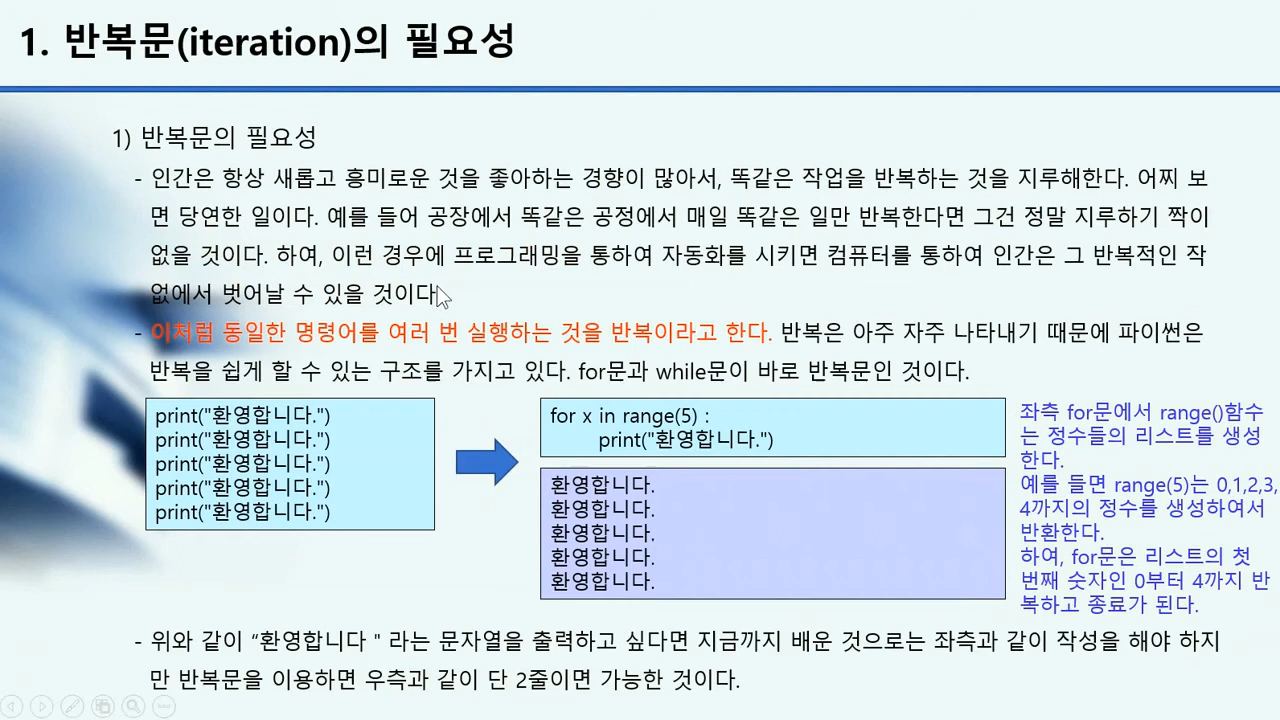 1. 반복문(iteration)의 필요성
1) 반복문의 필요성
- 인간은 항상 새롭고 흥미로운 것을 좋아하는 경향이 많아서, 똑같은 작업을 반복하는 것을 지루해한다. 어찌 보
면 당연한 일이다. 예를 들어 공장에서 똑같은 공정에서 매일 똑같은 일만 반복한다면 그건 정말 지루하기 짝이
없을 것이다. 하여, 이런 경우에 프로그래밍을 통하여 자동화를 시키면 컴퓨터를 통하여 인간은 그 반복적인 작
없에서 벗어날 수 있을 것이다.
- 이처럼 동일한 명령어를 여러 번 실행하는 것을 반복이라고 한다. 반복은 아주 자주 나타내기 때문에 파이썬은
반복을 쉽게 할 수 있는 구조를 가지고 있다. for문과 while문이 바로 반복문인 것이다.
print("환영합니다.")
print("환영합니다.")
print("환영합니다.")
print("환영합니다.")
print("환영합니다.")
for x in range(5) :
print("환영합니다.")
환영합니다.
환영합니다.
환영합니다.
환영합니다.
환영합니다.
좌측 for문에서 range()함수
는 정수들의 리스트를 생성
한다.
예를 들면 range(5)는 0,1,2,3,
4까지의 정수를 생성하여서
반환한다.
하여, for문은 리스트의 첫
번째 숫자인 0부터 4까지 반
복하고 종료가 된다.
- 위와 같이 “환영합니다 " 라는 문자열을 출력하고 싶다면 지금까지 배운 것으로는 좌측과 같이 작성을 해야 하지
만 반복문을 이용하면 우측과 같이 단 2줄이면 가능한 것이다.